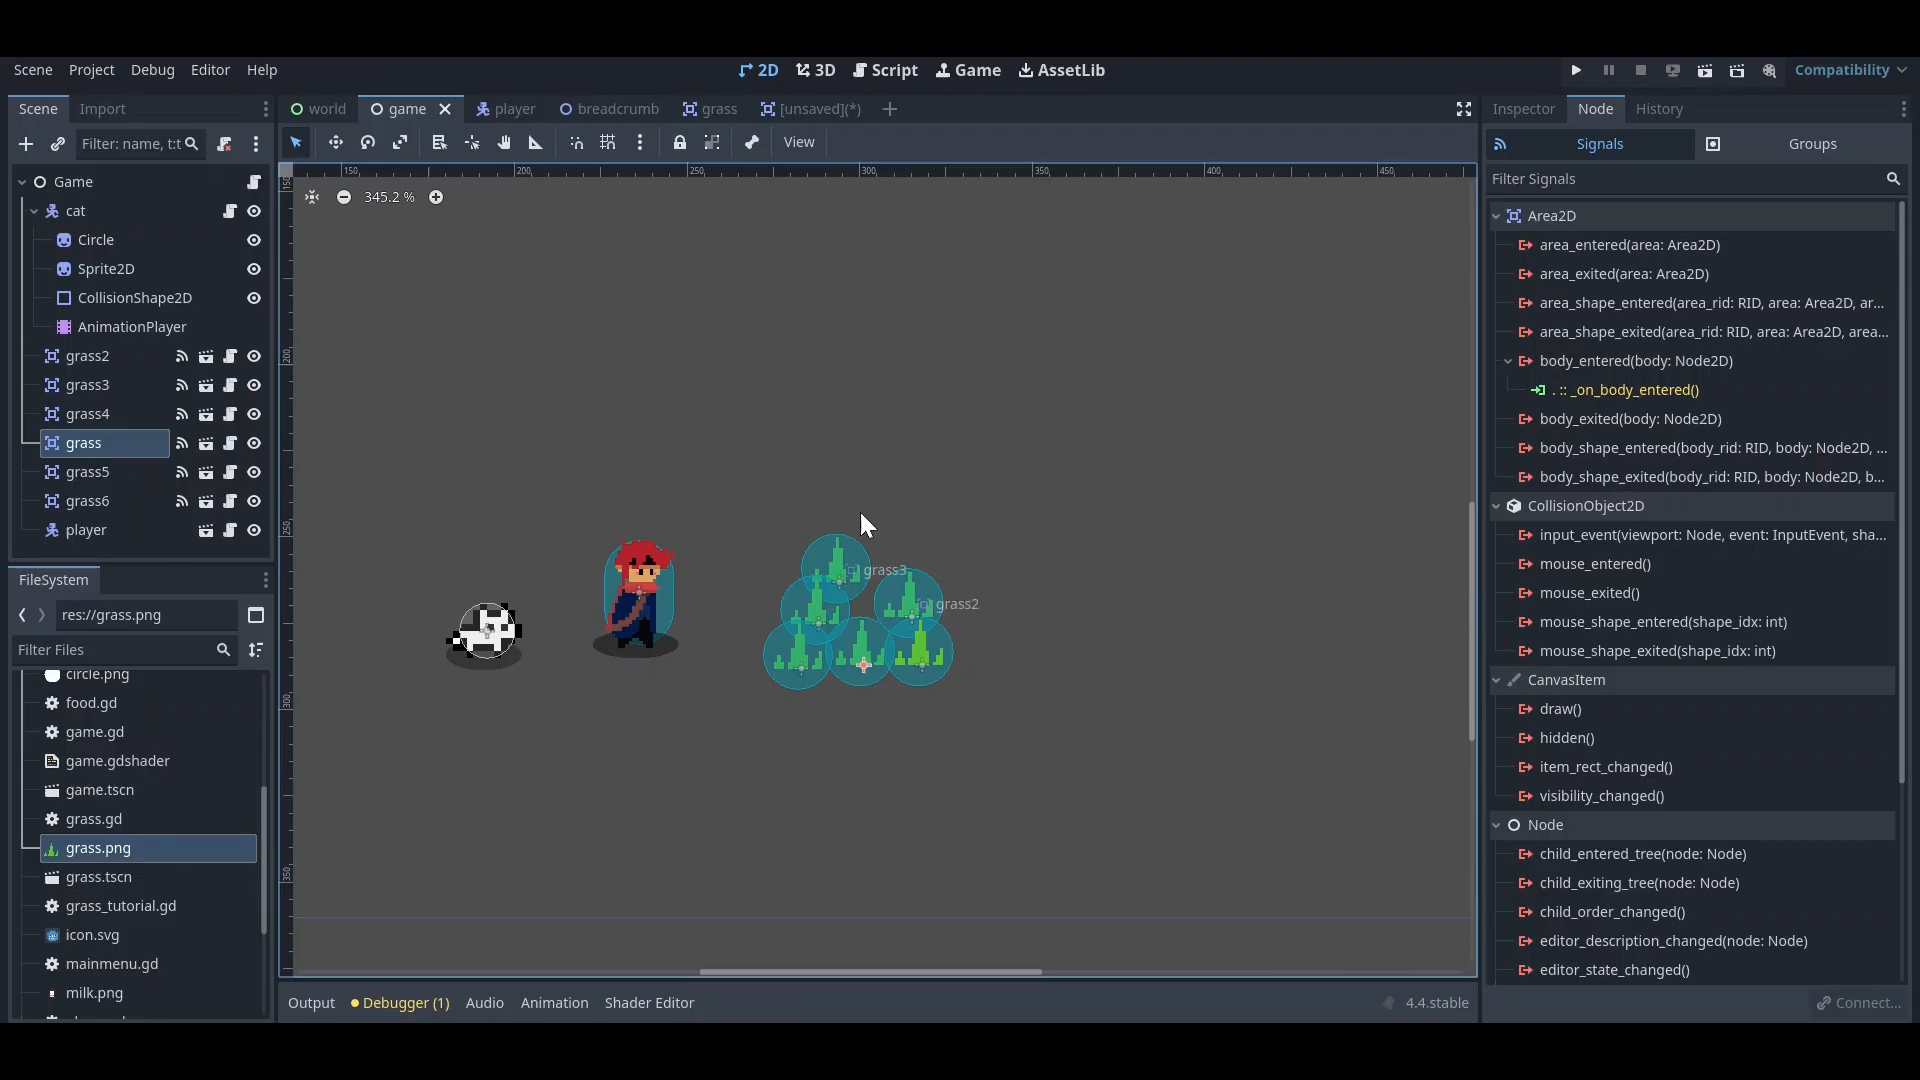 Scene Project Debug Editor Help
2D 3D Script Game AssetLib
Compatibility
Scene Import
Filter: name, t:t
Game
cat
Circle
Sprite2D
CollisionShape2D
AnimationPlayer
grass2
grass3
grass4
grass
grass5
grass6
player
FileSystem
res://grass.png
Filter Files
circle.png
food.gd
game.gd
game.gdshader
game.tscn
grass.gd
grass.png
grass.tscn
grass_tutorial.gd
icon.svg
mainmenu.gd
milk.png
world game player breadcrumb grass [unsaved](*)
View
150 200 250 300 350 400 450
150
200
250
300
350
345.2 %
grass3
grass2
Output Debugger (1) Audio Animation Shader Editor
4.4.stable
Inspector Node History
Signals Groups
Filter Signals
Area2D
area_entered(area: Area2D)
area_exited(area: Area2D)
area_shape_entered(area_rid: RID, area: Area2D, ar...
area_shape_exited(area_rid: RID, area: Area2D, area...
body_entered(body: Node2D)
. :: _on_body_entered()
body_exited(body: Node2D)
body_shape_entered(body_rid: RID, body: Node2D, ...
body_shape_exited(body_rid: RID, body: Node2D, b...
CollisionObject2D
input_event(viewport: Node, event: InputEvent, sha...
mouse_entered()
mouse_exited()
mouse_shape_entered(shape_idx: int)
mouse_shape_exited(shape_idx: int)
CanvasItem
draw()
hidden()
item_rect_changed()
visibility_changed()
Node
child_entered_tree(node: Node)
child_exiting_tree(node: Node)
child_order_changed()
editor_description_changed(node: Node)
editor_state_changed()
Connect...